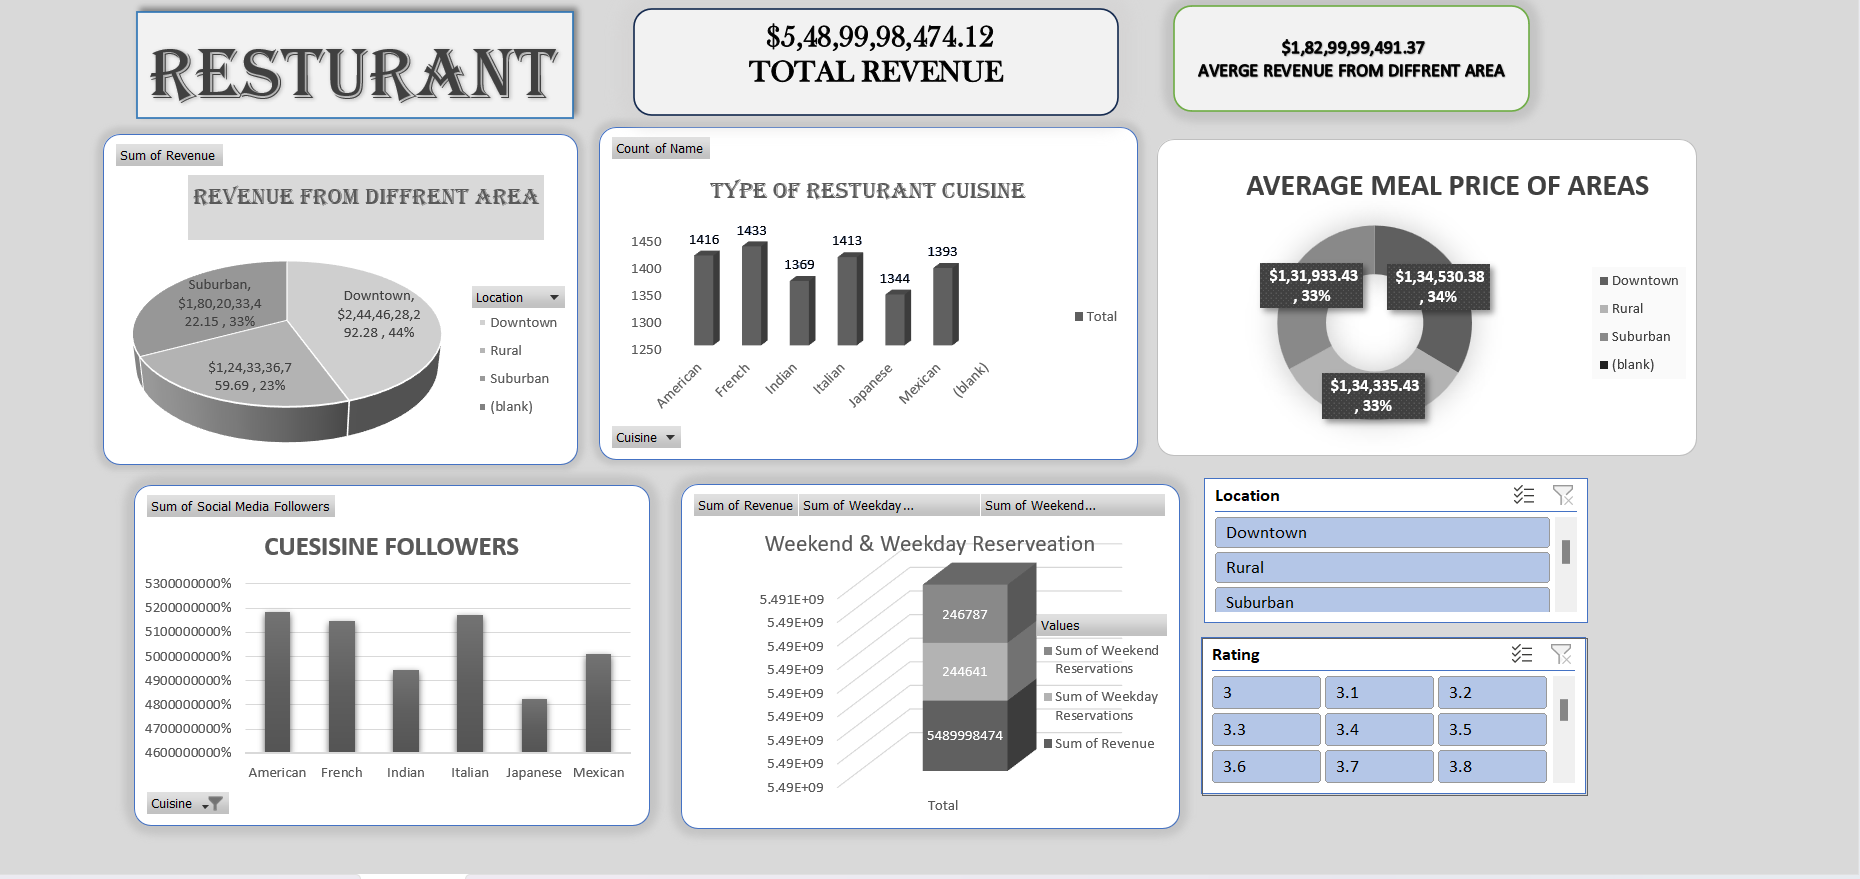 RESTURANT
$5,48,99,98,474.12
TOTAL REVENUE
$1,82,99,99,491.37
AVERGE REVENUE FROM DIFFRENT AREA
Sum of Revenue
REVENUE FROM DIFFRENT AREA
Suburban,
$1,80,20,33,4
22.15 , 33%
Downtown,
$2,44,46,28,2
92.28 , 44%
$1,24,33,36,7
59.69 , 23%
Location
Downtown
Rural
Suburban
(blank)
Count of Name
TYPE OF RESTURANT CUISINE
1450
1400
1350
1300
1250
1416
1433
1369
1413
1344
1393
American
French
Indian
Italian
Japanese
Mexican
(blank)
Total
Cuisine
AVERAGE MEAL PRICE OF AREAS
$1,31,933.43
, 33%
$1,34,530.38
, 34%
$1,34,335.43
, 33%
Downtown
Rural
Suburban
(blank)
Sum of Social Media Followers
CUESISINE FOLLOWERS
5300000000%
5200000000%
5100000000%
5000000000%
4900000000%
4800000000%
4700000000%
4600000000%
American
French
Indian
Italian
Japanese
Mexican
Cuisine
Sum of Revenue
Sum of Weekday...
Sum of Weekend...
Weekend & Weekday Reserveation
5.491E+09
5.49E+09
5.49E+09
5.49E+09
5.49E+09
5.49E+09
5.49E+09
5.49E+09
5.49E+09
246787
244641
5489998474
Total
Values
Sum of Weekend
Reservations
Sum of Weekday
Reservations
Sum of Revenue
Location
Downtown
Rural
Suburban
Rating
3
3.1
3.2
3.3
3.4
3.5
3.6
3.7
3.8